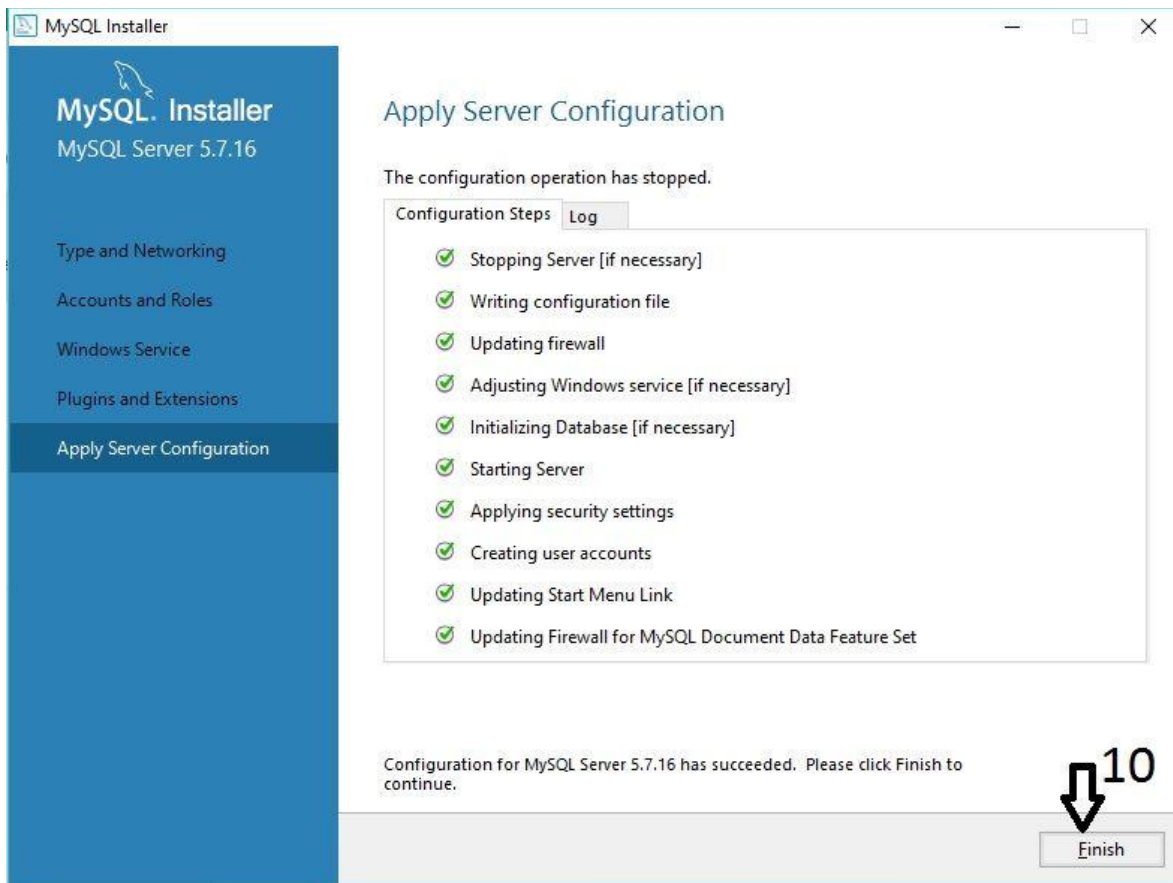 MySQL Installer
MySQL. Installer
MySQL Server 5.7.16
Type and Networking
Accounts and Roles
Windows Service
Plugins and Extensions
Apply Server Configuration
Apply Server Configuration
The configuration operation has stopped.
Configuration Steps
Log
Stopping Server [if necessary]
Writing configuration file
Updating firewall
Adjusting Windows service [if necessary]
Initializing Database [if necessary]
Starting Server
Applying security settings
Creating user accounts
Updating Start Menu Link
Updating Firewall for MySQL Document Data Feature Set
Configuration for MySQL Server 5.7.16 has succeeded. Please click Finish to
continue.
10
Finish